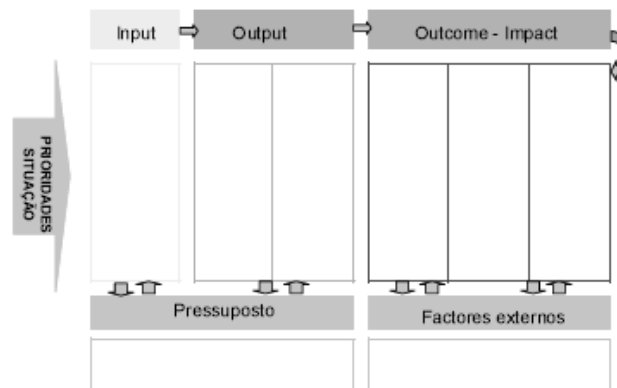 Input
Output
Outcome - Impact
PRIORIDADES
SITUAÇÃO
Pressuposto
Factores externos